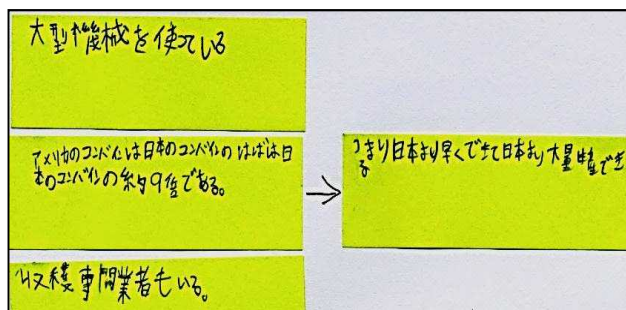 大型機械を使っている
アメリカのコンバインは日本のコンバインのはばは日
本のコンバインの約9倍である。
収穫専門業者もいる。
つまり日本より早くできて日本より大量生産でき
る